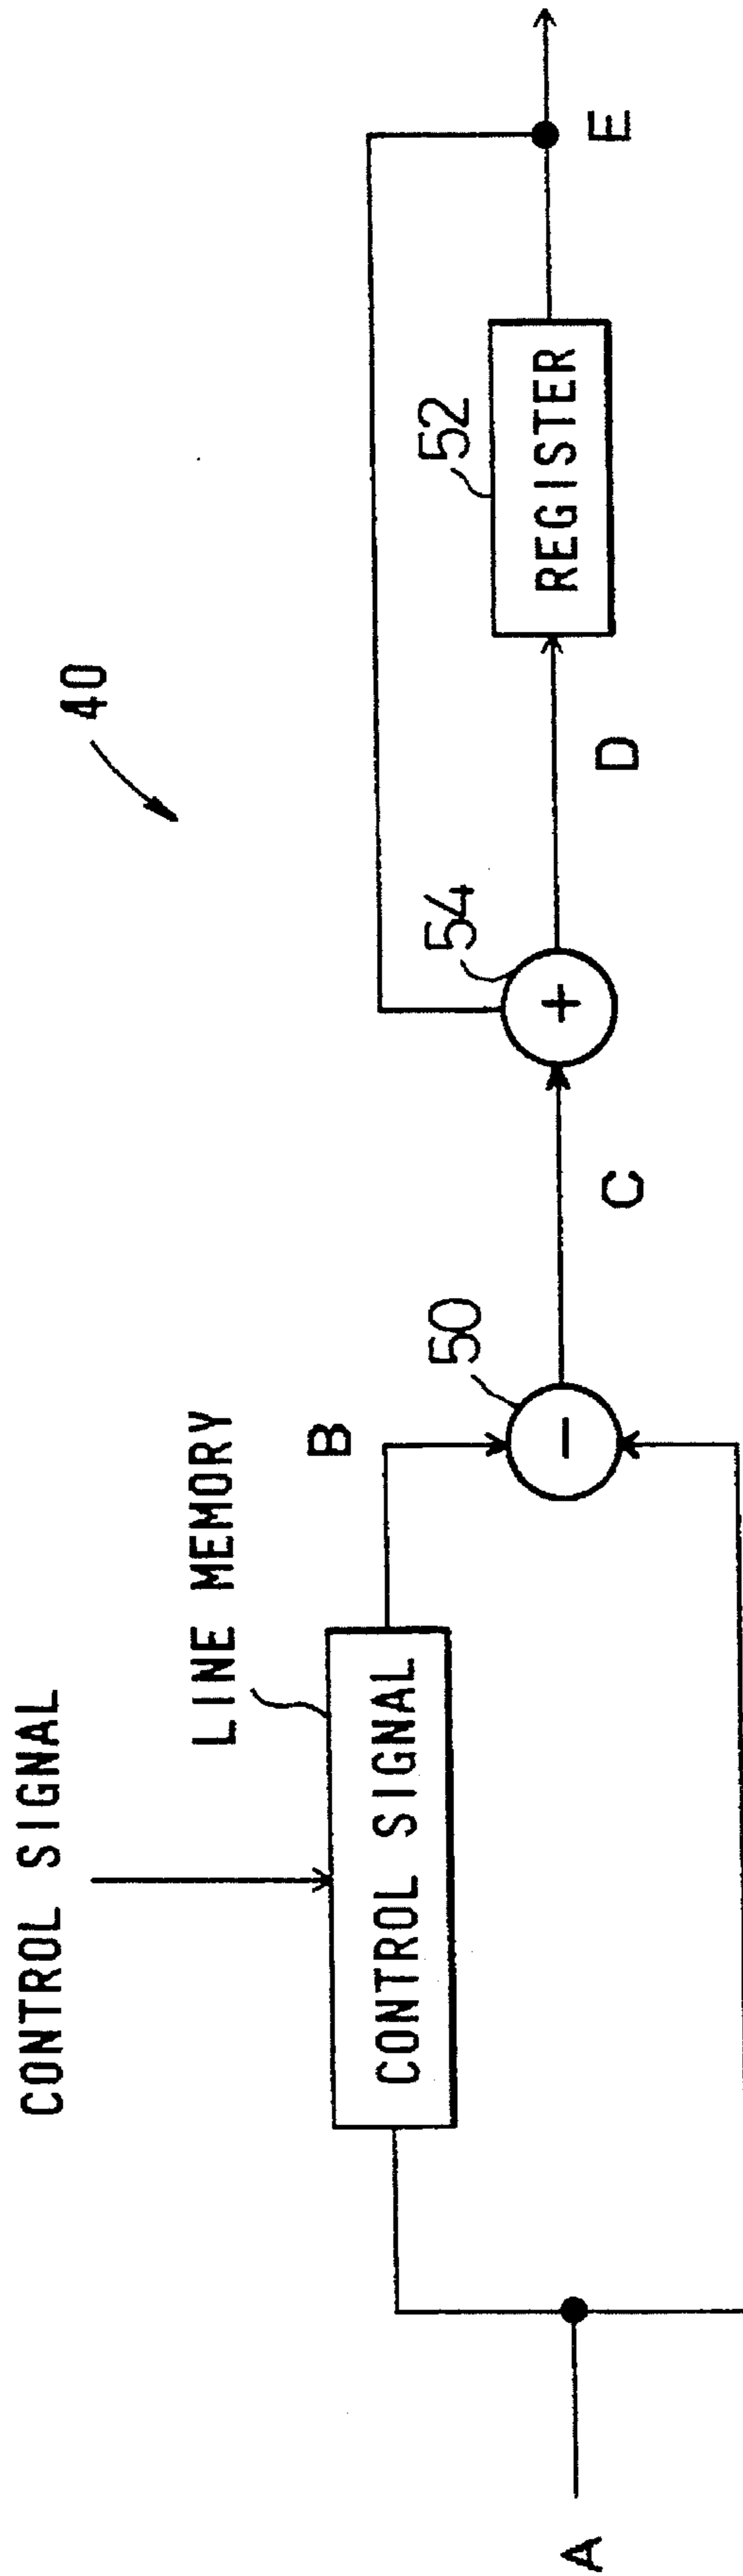 CONTROL SIGNAL
LINE MEMORY
CONTROL SIGNAL
A
B
50
C
54
D
40
52
REGISTER
E